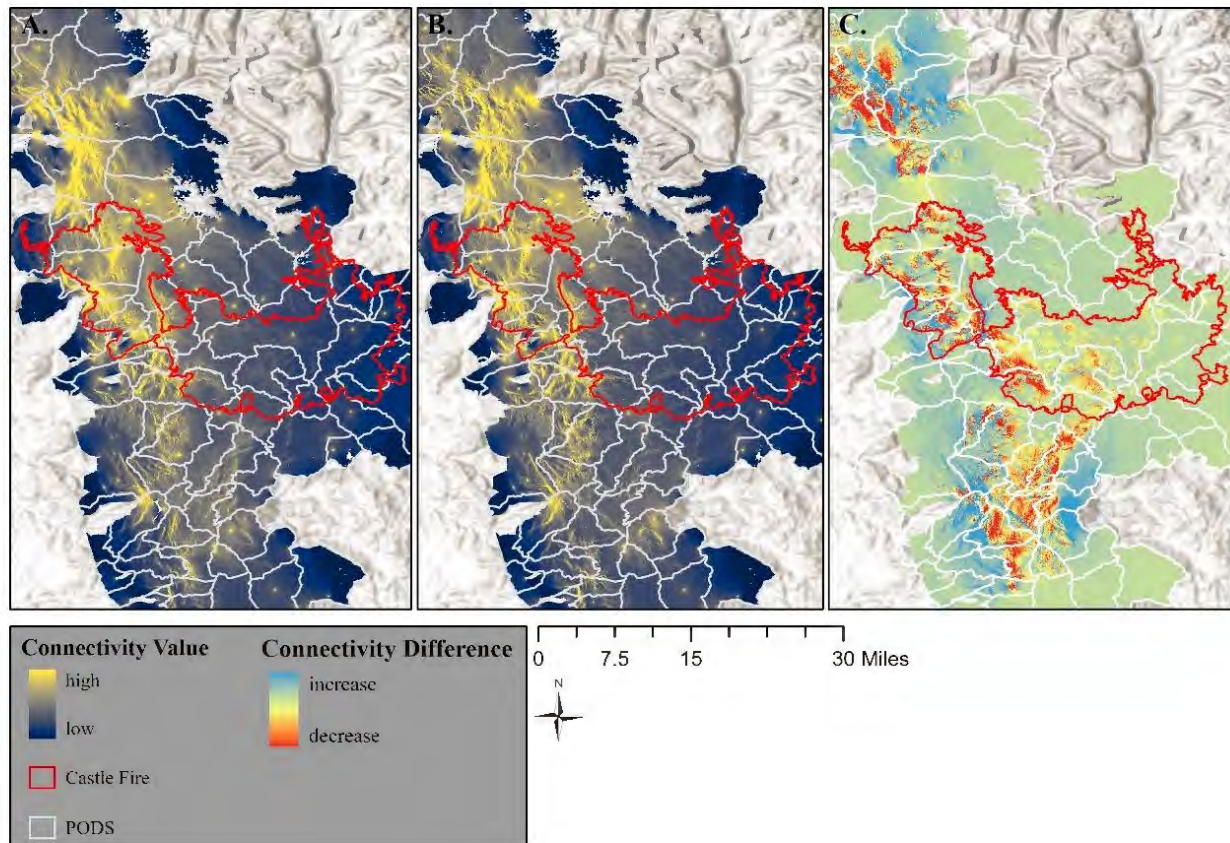 A.
B.
C.
Connectivity Value
high
low
Castle Fire
PODS
Connectivity Difference
increase
decrease
0 7.5 15 30 Miles
N